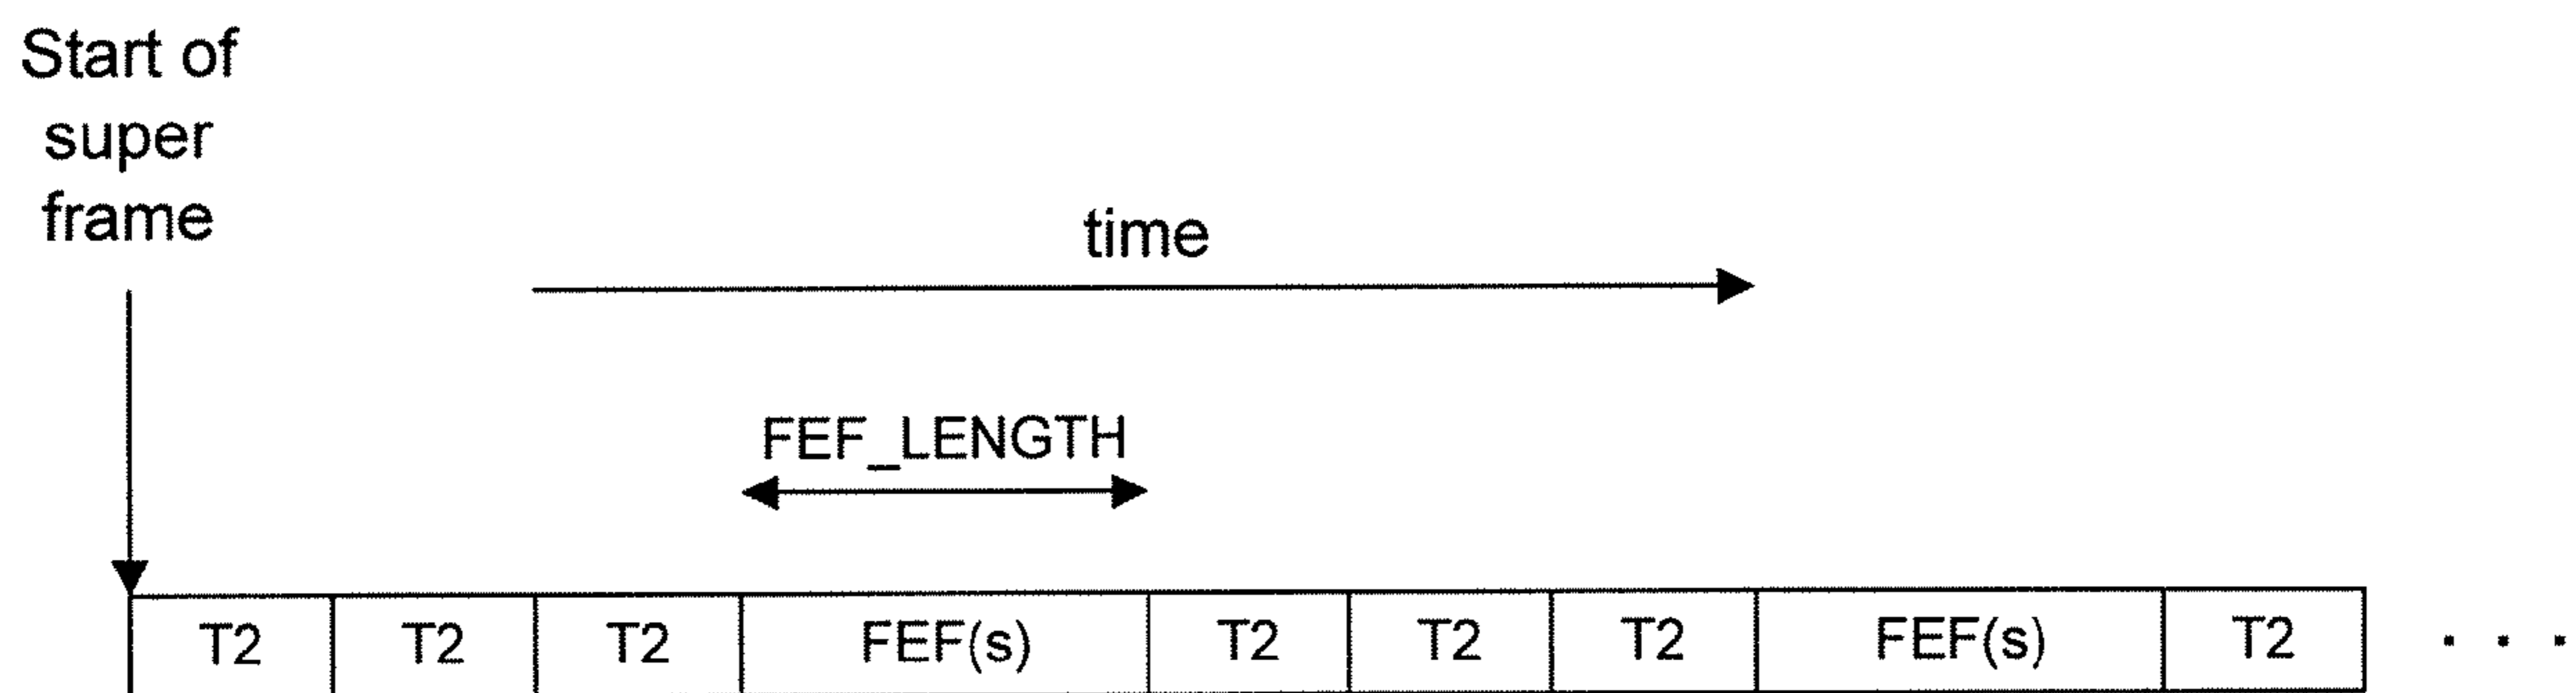 Start of
super
frame
time
FEF_LENGTH
T2 T2 T2 FEF(s) T2 T2 T2 FEF(s) T2 . . .